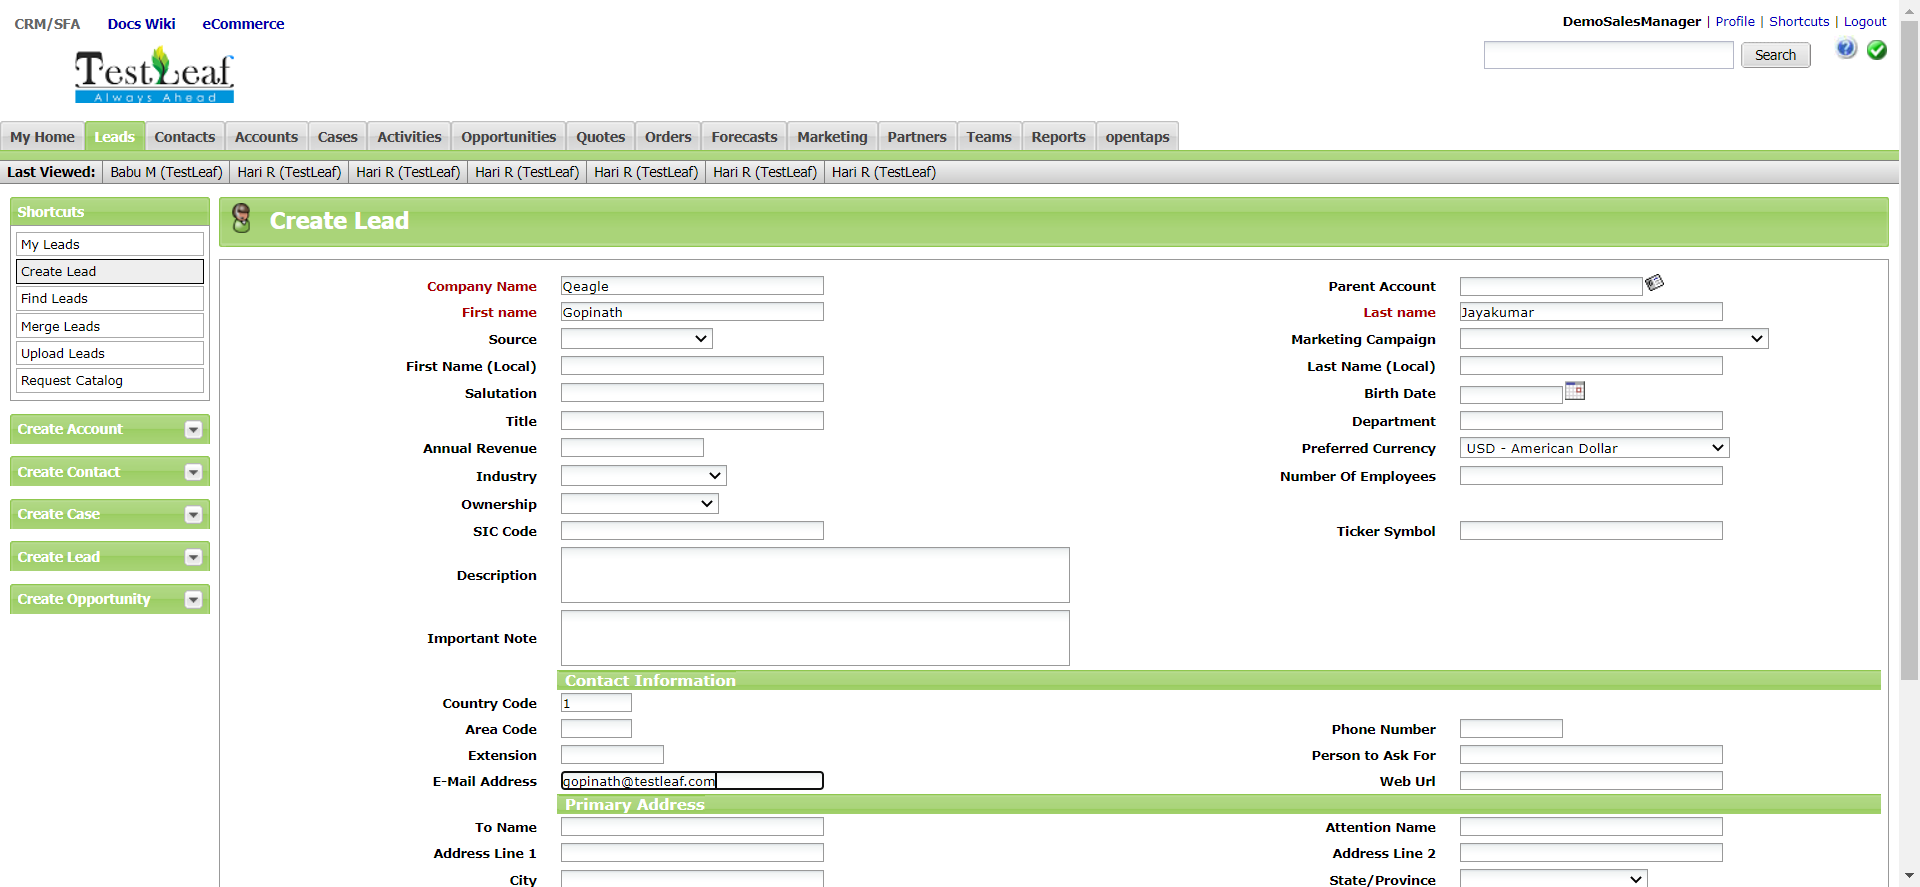 CRM/SFA Docs Wiki eCommerce
DemoSalesManager | Profile | Shortcuts | Logout
TestLeaf
Always Ahead
Search
?
My Home Leads Contacts Accounts Cases Activities Opportunities Quotes Orders Forecasts Marketing Partners Teams Reports opentaps
Last Viewed: Babu M (TestLeaf) Hari R (TestLeaf) Hari R (TestLeaf) Hari R (TestLeaf) Hari R (TestLeaf) Hari R (TestLeaf) Hari R (TestLeaf)
Shortcuts
My Leads
Create Lead
Find Leads
Merge Leads
Upload Leads
Request Catalog
Create Account
Create Contact
Create Case
Create Lead
Create Opportunity
Create Lead
Company Name Qeagle Parent Account
First name Gopinath Last name Jayakumar
Source Marketing Campaign
First Name (Local) Last Name (Local)
Salutation Birth Date
Title Department
Annual Revenue Preferred Currency USD - American Dollar
Industry Number Of Employees
Ownership
SIC Code Ticker Symbol
Description
Important Note
Contact Information
Country Code 1
Area Code Phone Number
Extension Person to Ask For
E-Mail Address gopinath@testleaf.com Web Url
Primary Address
To Name Attention Name
Address Line 1 Address Line 2
City State/Province